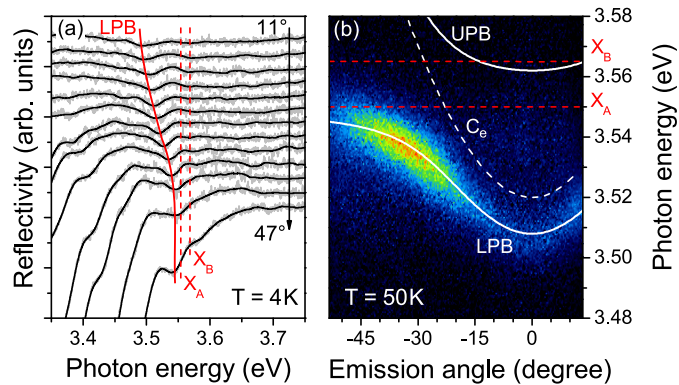 (a)
LPB
11°
47°
X_B
X_A
T = 4K
Reflectivity (arb. units)
3.4
3.5
3.6
3.7
Photon energy (eV)
(b)
UPB
X_B
X_A
C_e
LPB
T = 50K
3.58
3.56
3.54
3.52
3.50
3.48
Photon energy (eV)
-45
-30
-15
0
Emission angle (degree)